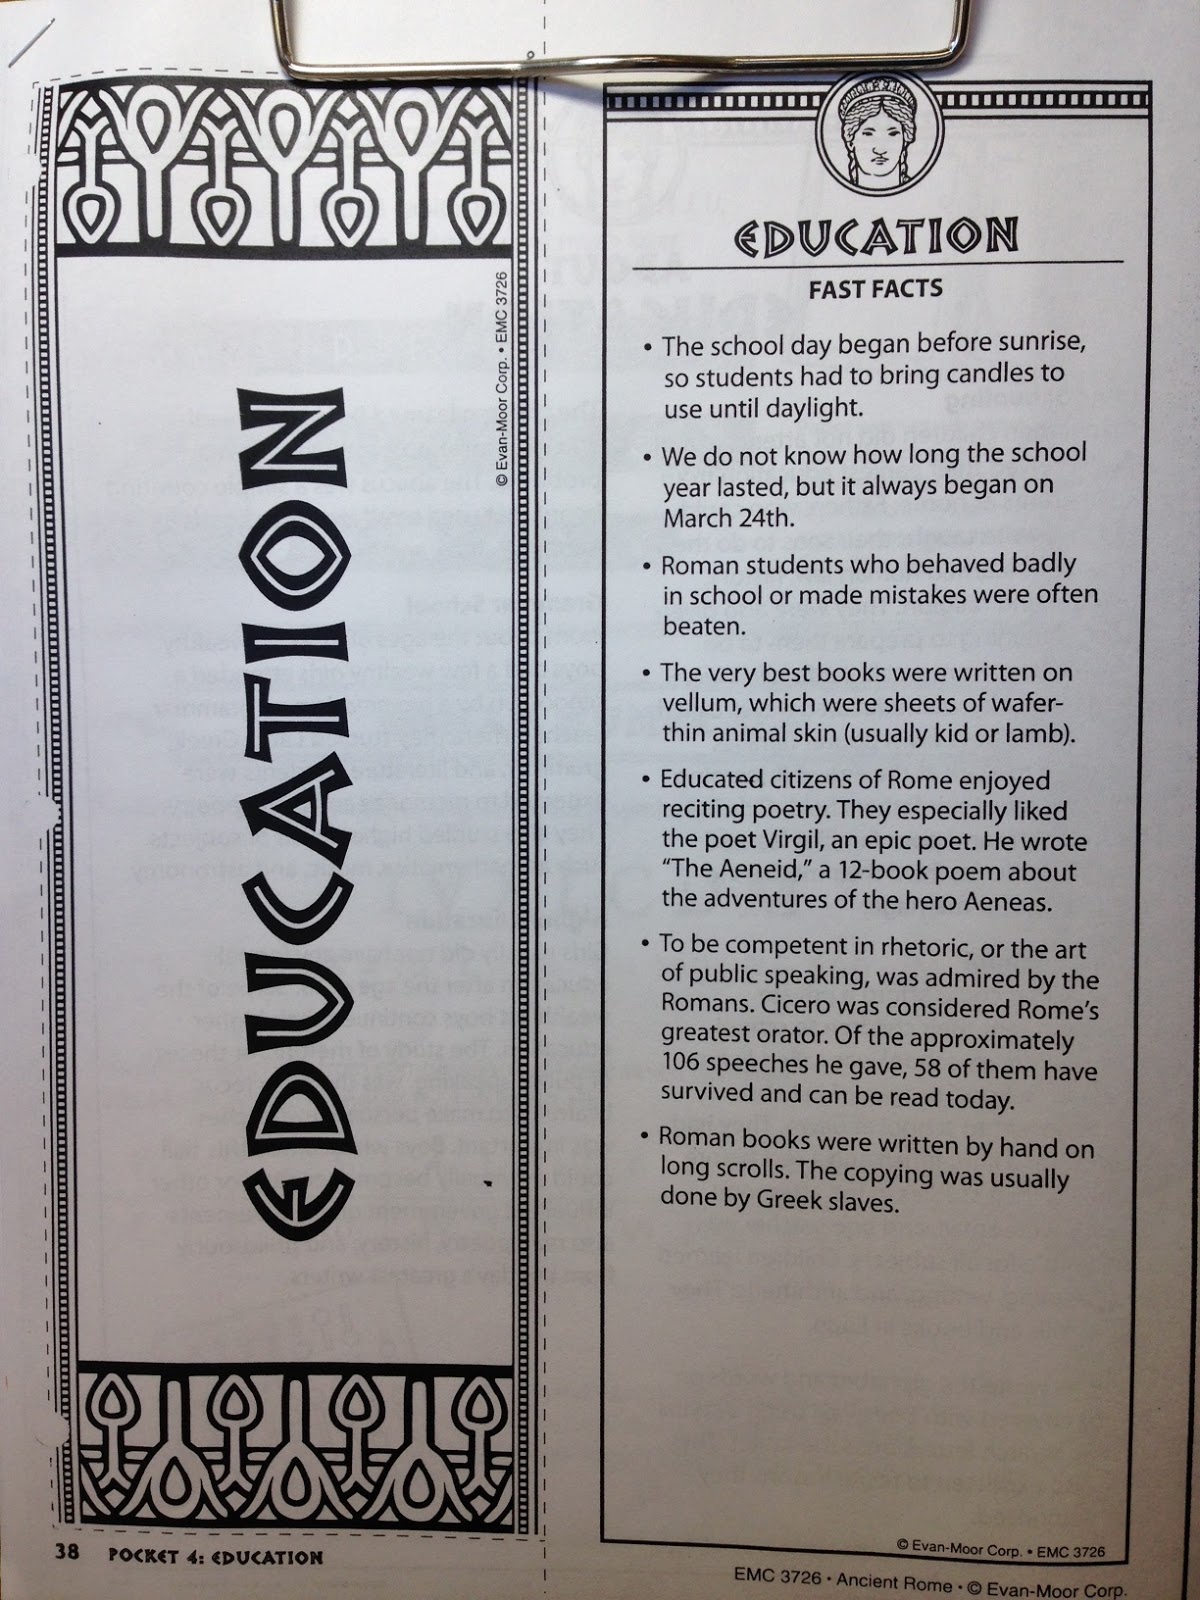 EDUCATION
© Evan-Moor Corp. • EMC 3726
38 POCKET 4: EDUCATION
EDUCATION
FAST FACTS
• The school day began before sunrise,
so students had to bring candles to
use until daylight.
• We do not know how long the school
year lasted, but it always began on
March 24th.
• Roman students who behaved badly
in school or made mistakes were often
beaten.
• The very best books were written on
vellum, which were sheets of wafer-
thin animal skin (usually kid or lamb).
• Educated citizens of Rome enjoyed
reciting poetry. They especially liked
the poet Virgil, an epic poet. He wrote
“The Aeneid,” a 12-book poem about
the adventures of the hero Aeneas.
• To be competent in rhetoric, or the art
of public speaking, was admired by the
Romans. Cicero was considered Rome’s
greatest orator. Of the approximately
106 speeches he gave, 58 of them have
survived and can be read today.
• Roman books were written by hand on
long scrolls. The copying was usually
done by Greek slaves.
© Evan-Moor Corp. • EMC 3726
EMC 3726 • Ancient Rome • © Evan-Moor Corp.